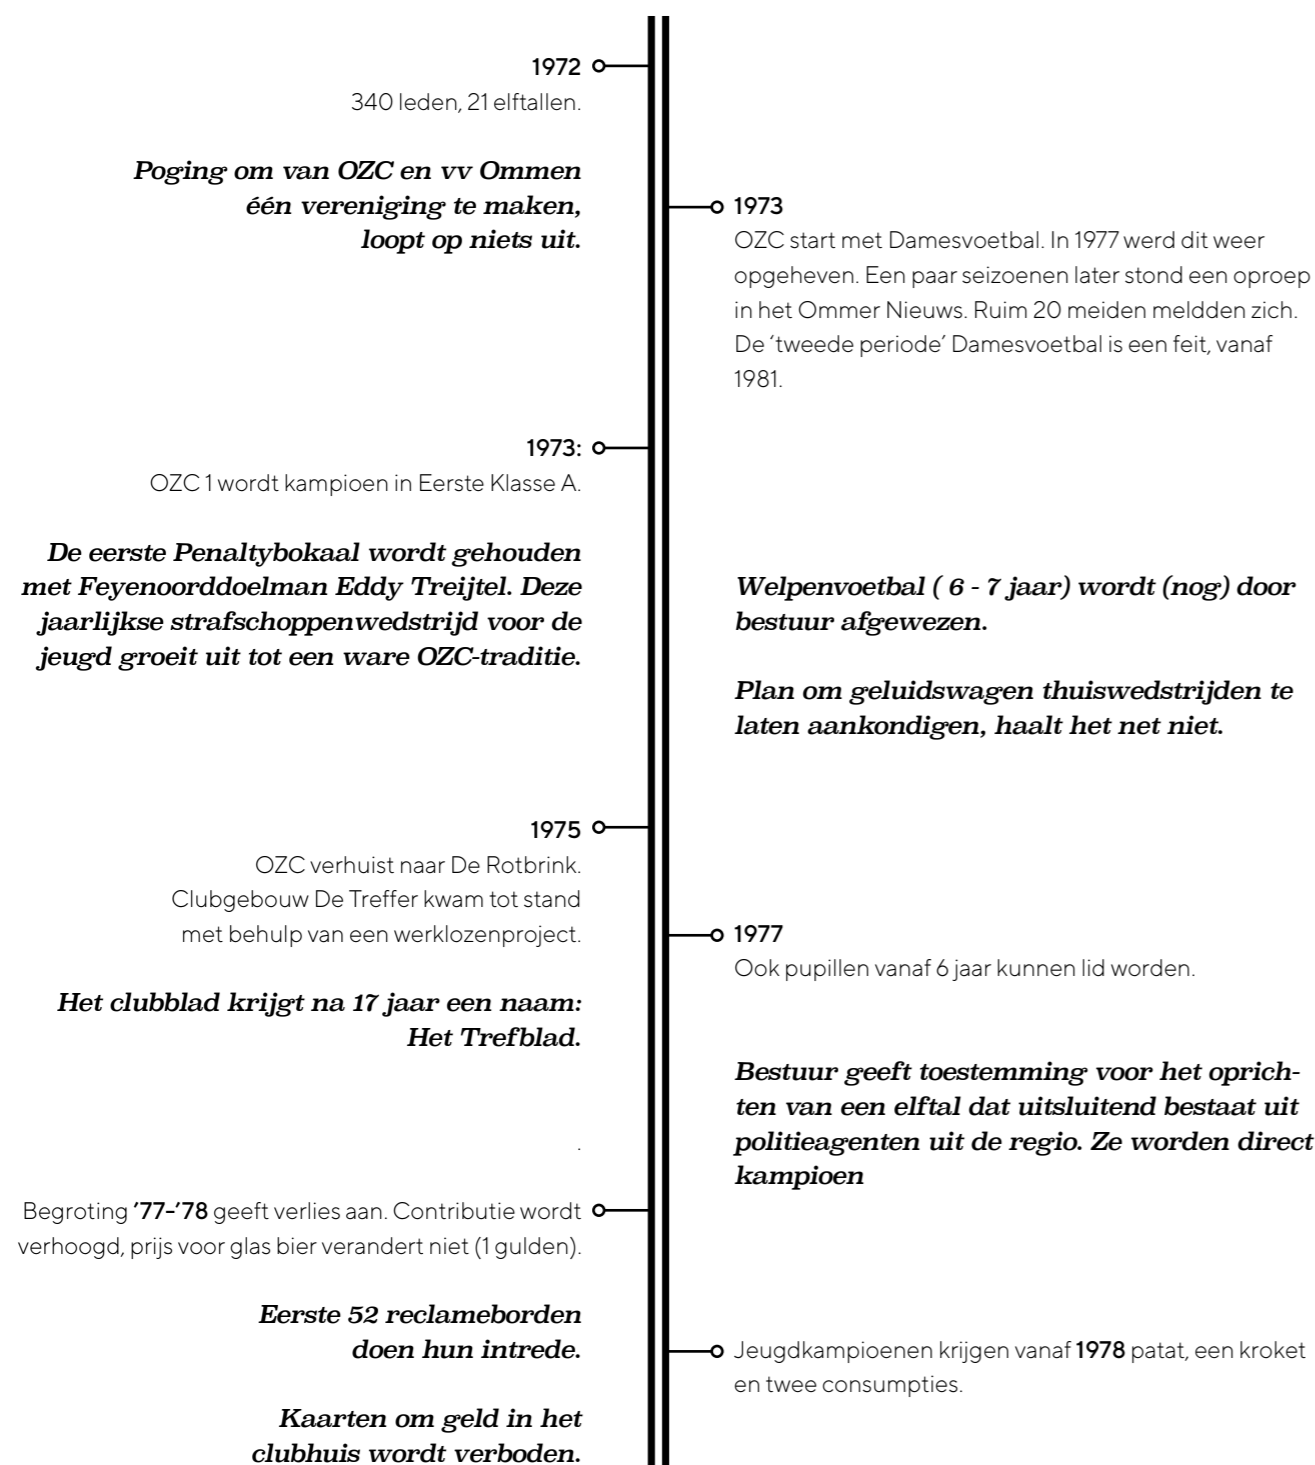 1972
340 leden, 21 elftallen.
Poging om van OZC en vv Ommen
één vereniging te maken,
loopt op niets uit.
1973
OZC start met Damesvoetbal. In 1977 werd dit weer
opgeheven. Een paar seizoenen later stond een oproep
in het Ommer Nieuws. Ruim 20 meiden meldden zich.
De ‘tweede periode’ Damesvoetbal is een feit, vanaf
1981.
1973:
OZC 1 wordt kampioen in Eerste Klasse A.
De eerste Penaltybokaal wordt gehouden
met Feyenoorddoelman Eddy Treijtel. Deze
jaarlijkse strafschoppenwedstrijd voor de
jeugd groeit uit tot een ware OZC-traditie.
Welpenvoetbal ( 6 - 7 jaar) wordt (nog) door
bestuur afgewezen.
Plan om geluidswagen thuiswedstrijden te
laten aankondigen, haalt het net niet.
1975
OZC verhuist naar De Rotbrink.
Clubgebouw De Treffer kwam tot stand
met behulp van een werklozenproject.
Het clubblad krijgt na 17 jaar een naam:
Het Trefblad.
.
1977
Ook pupillen vanaf 6 jaar kunnen lid worden.
Bestuur geeft toestemming voor het oprich-
ten van een elftal dat uitsluitend bestaat uit
politieagenten uit de regio. Ze worden direct
kampioen
Begroting ’77-’78 geeft verlies aan. Contributie wordt
verhoogd, prijs voor glas bier verandert niet (1 gulden).
Eerste 52 reclameborden
doen hun intrede.
Kaarten om geld in het
clubhuis wordt verboden.
Jeugdkampioenen krijgen vanaf 1978 patat, een kroket
en twee consumpties.